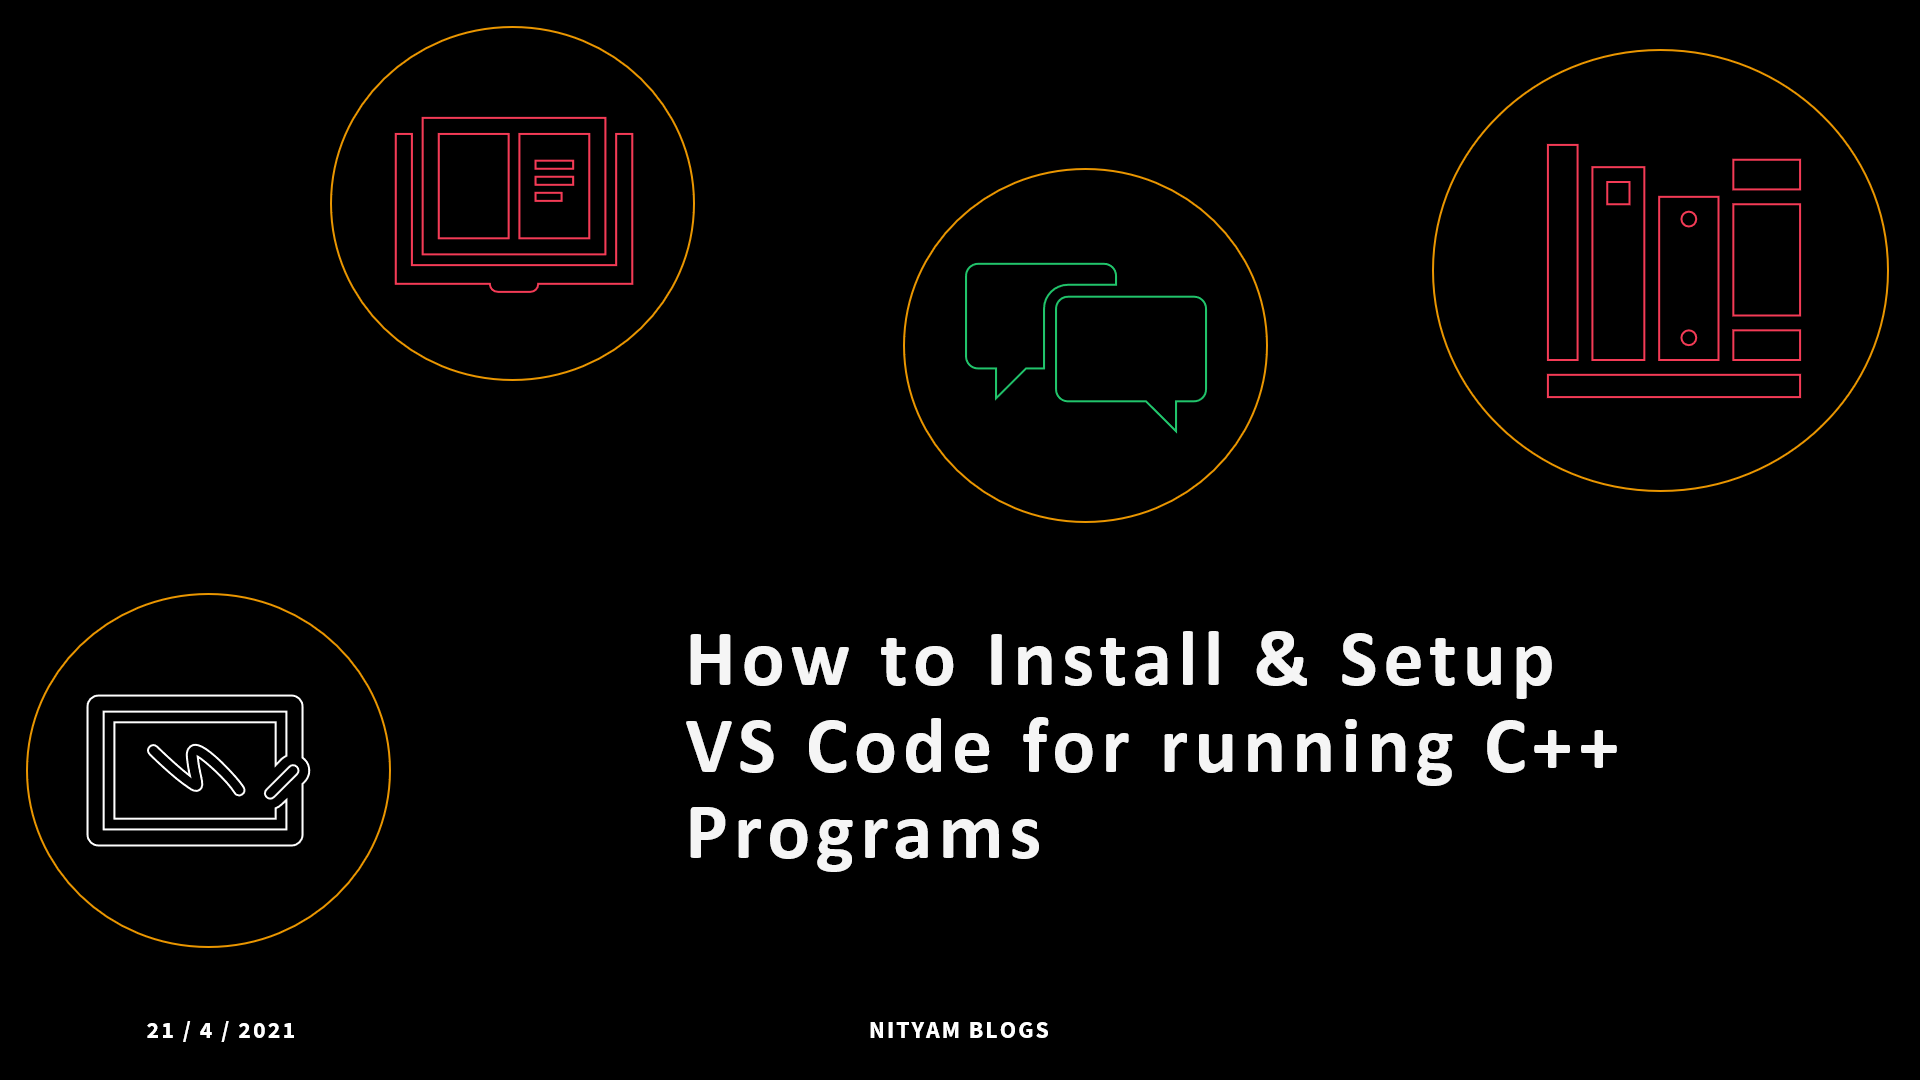 How to Install & Setup
VS Code for running C++
Programs
21 / 4 / 2021
NITYAM BLOGS